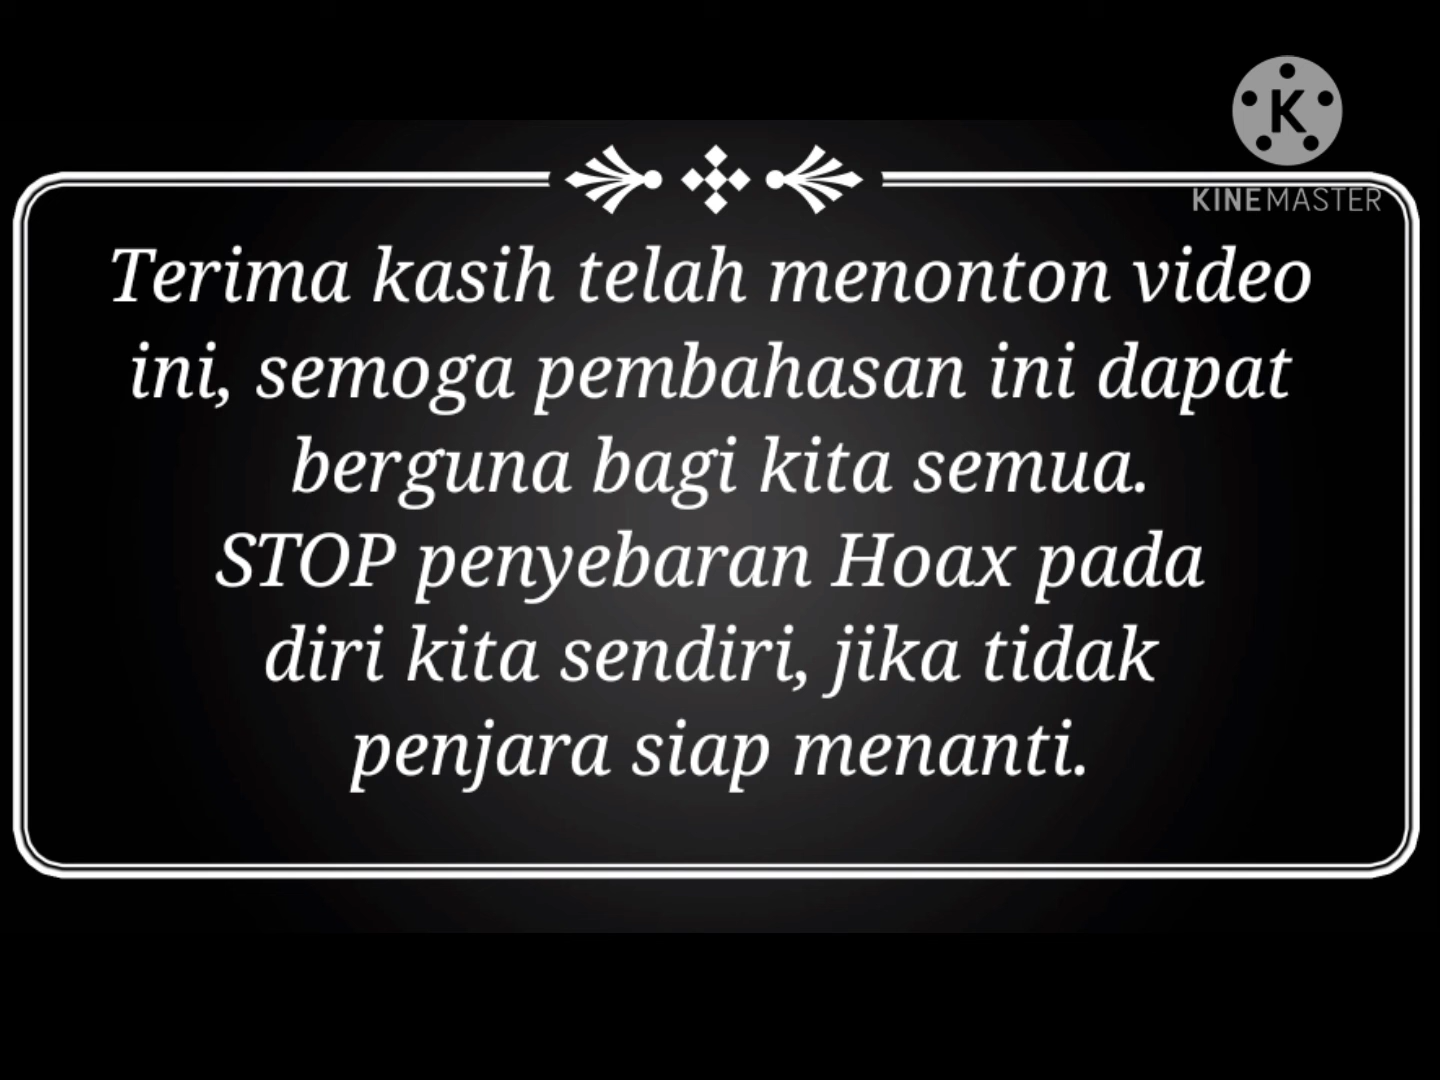 K
KINEMASTER
Terima kasih telah menonton video
ini, semoga pembahasan ini dapat
berguna bagi kita semua.
STOP penyebaran Hoax pada
diri kita sendiri, jika tidak
penjara siap menanti.